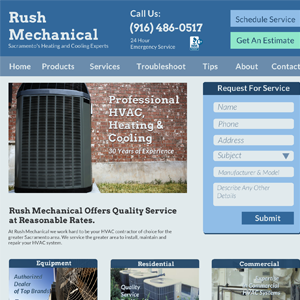 Rush
Mechanical
Sacramento's Heating and Cooling Experts
Call Us:
(916) 486-0517
24 Hour
Emergency Service
Schedule Service
Get An Estimate
Home
Products
Services
Troubleshoot
Tips
About
Contact
Professional
HVAC,
Heating &
Cooling
30 Years of Experience
Request For Service
Name
Phone
Address
Subject
Manufacturer & Model
Describe Any Other
Details
Submit
Rush Mechanical Offers Quality Service
at Reasonable Rates.
At Rush Mechanical we work hard to be your HVAC contractor of choice for the
greater Sacramento area. We service the greater area to install, maintain and
repair your HVAC system.
Equipment
Authorized
Dealer
of Top Brands
Residential
Quality
Service
Commercial
Commercial
HVAC Systems